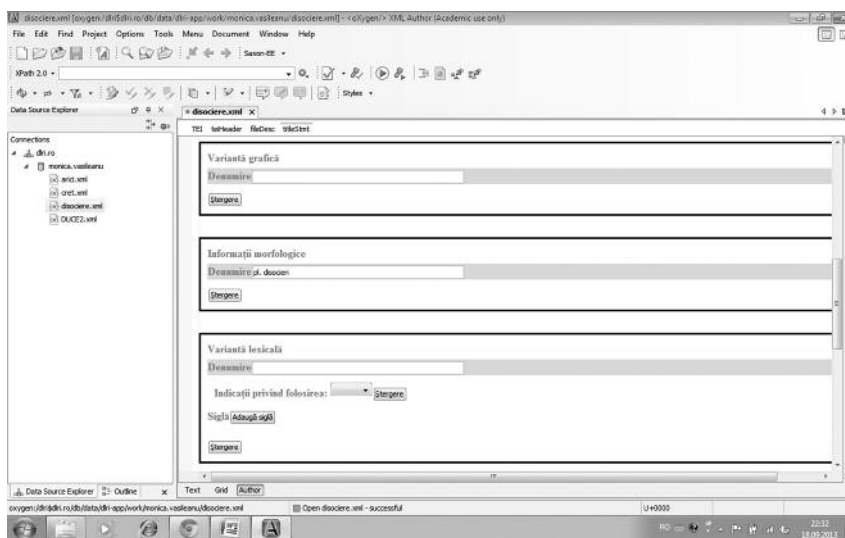 disociere.xml [oxygen:/dlri$dlri.ro/db/data/dlri-app/work/monica.vasileanu/disociere.xml] - <oXygen/> XML Author (Academic use only)
File Edit Find Project Options Tools Menu Document Window Help
Saxon-EE
XPath 2.0
Styles
Data Source Explorer
disociere.xml x
TEI teiHeader fileDesc titleStmt
Connections
dlri.ro
monica.vasileanu
arici.xml
cret.xml
disociere.xml
DUCE2.xml
Variantă grafică
Denumire
Ștergere
Informații morfologice
Denumire pl. disocieri
Ștergere
Variantă lexicală
Denumire
Indicații privind folosirea: Ștergere
Siglă Adaugă siglă
Ștergere
Data Source Explorer Outline x
Text Grid Author
oxygen:/dlri$dlri.ro/db/data/dlri-app/work/monica.vasileanu/disociere.xml Open disociere.xml - successful U+0000
RO 22:32
18.09.2013